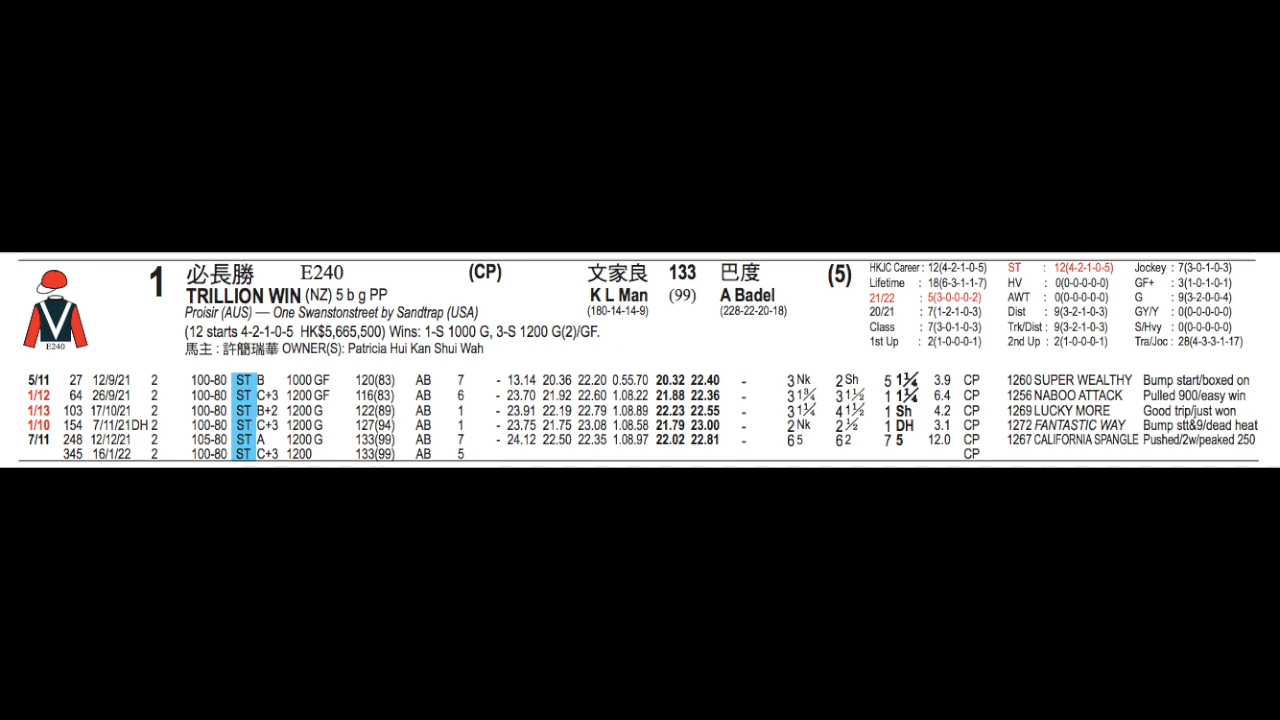 1 必長勝 E240 (CP) 文家良 133 巴度 (5)
TRILLION WIN (NZ) 5 b g PP K L Man (99) A Badel
Proisir (AUS) — One Swanstonstreet by Sandtrap (USA) (180-14-14-9) (228-22-20-18)
(12 starts 4-2-1-0-5 HK$5,665,500) Wins: 1-S 1000 G, 3-S 1200 G(2)/GF.
馬主 : 許簡瑞華 OWNER(S): Patricia Hui Kan Shui Wah
E240
HKJC Career : 12(4-2-1-0-5) ST : 12(4-2-1-0-5) Jockey : 7(3-0-1-0-3)
Lifetime : 18(6-3-1-1-7) HV : 0(0-0-0-0-0) GF+ : 3(1-0-1-0-1)
21/22 : 5(3-0-0-0-2) AWT : 0(0-0-0-0-0) G : 9(3-2-0-0-4)
20/21 : 7(1-2-1-0-3) Dist : 9(3-2-1-0-3) GY/Y : 0(0-0-0-0-0)
Class : 7(3-0-1-0-3) Trk/Dist : 9(3-2-1-0-3) S/Hvy : 0(0-0-0-0-0)
1st Up : 2(1-0-0-0-1) 2nd Up : 2(1-0-0-0-1) Tra/Joc : 28(4-3-3-1-17)
5/11 27 12/9/21 2 100-80 ST B 1000 GF 120(83) AB 7 - 13.14 20.36 22.20 0.55.70 20.32 22.40 - 3 Nk 2 Sh 5 1¼ 3.9 CP 1260 SUPER WEALTHY Bump start/boxed on
1/12 64 26/9/21 2 100-80 ST C+3 1200 GF 116(83) AB 6 - 23.70 21.92 22.60 1.08.22 21.88 22.36 - 3 1¾ 3 1½ 1 1¼ 6.4 CP 1256 NABOO ATTACK Pulled 900/easy win
1/13 103 17/10/21 2 100-80 ST B+2 1200 G 122(89) AB 1 - 23.91 22.19 22.79 1.08.89 22.23 22.55 - 3 1¼ 4 1½ 1 Sh 4.2 CP 1269 LUCKY MORE Good trip/just won
1/10 154 7/11/21DH 2 100-80 ST C+3 1200 G 127(94) AB 1 - 23.75 21.75 23.08 1.08.58 21.79 23.00 - 2 Nk 2 ½ 1 DH 3.1 CP 1272 FANTASTIC WAY Bump stt&9/dead heat
7/11 248 12/12/21 2 105-80 ST A 1200 G 133(99) AB 7 - 24.12 22.50 22.35 1.08.97 22.02 22.81 - 6 5 6 2 7 5 12.0 CP 1267 CALIFORNIA SPANGLE Pushed/2w/peaked 250
345 16/1/22 2 100-80 ST C+3 1200 133(99) AB 5 CP